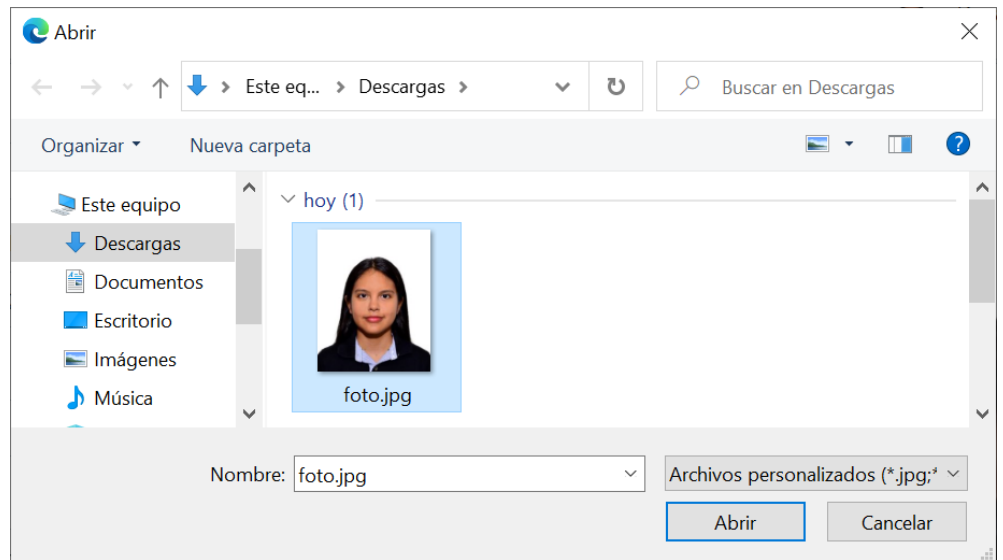 Abrir
Este eq... Descargas
Buscar en Descargas
Organizar
Nueva carpeta
?
Este equipo
Descargas
Documentos
Escritorio
Imágenes
Música
hoy (1)
foto.jpg
Nombre: foto.jpg
Archivos personalizados (*.jpg;*
Abrir
Cancelar